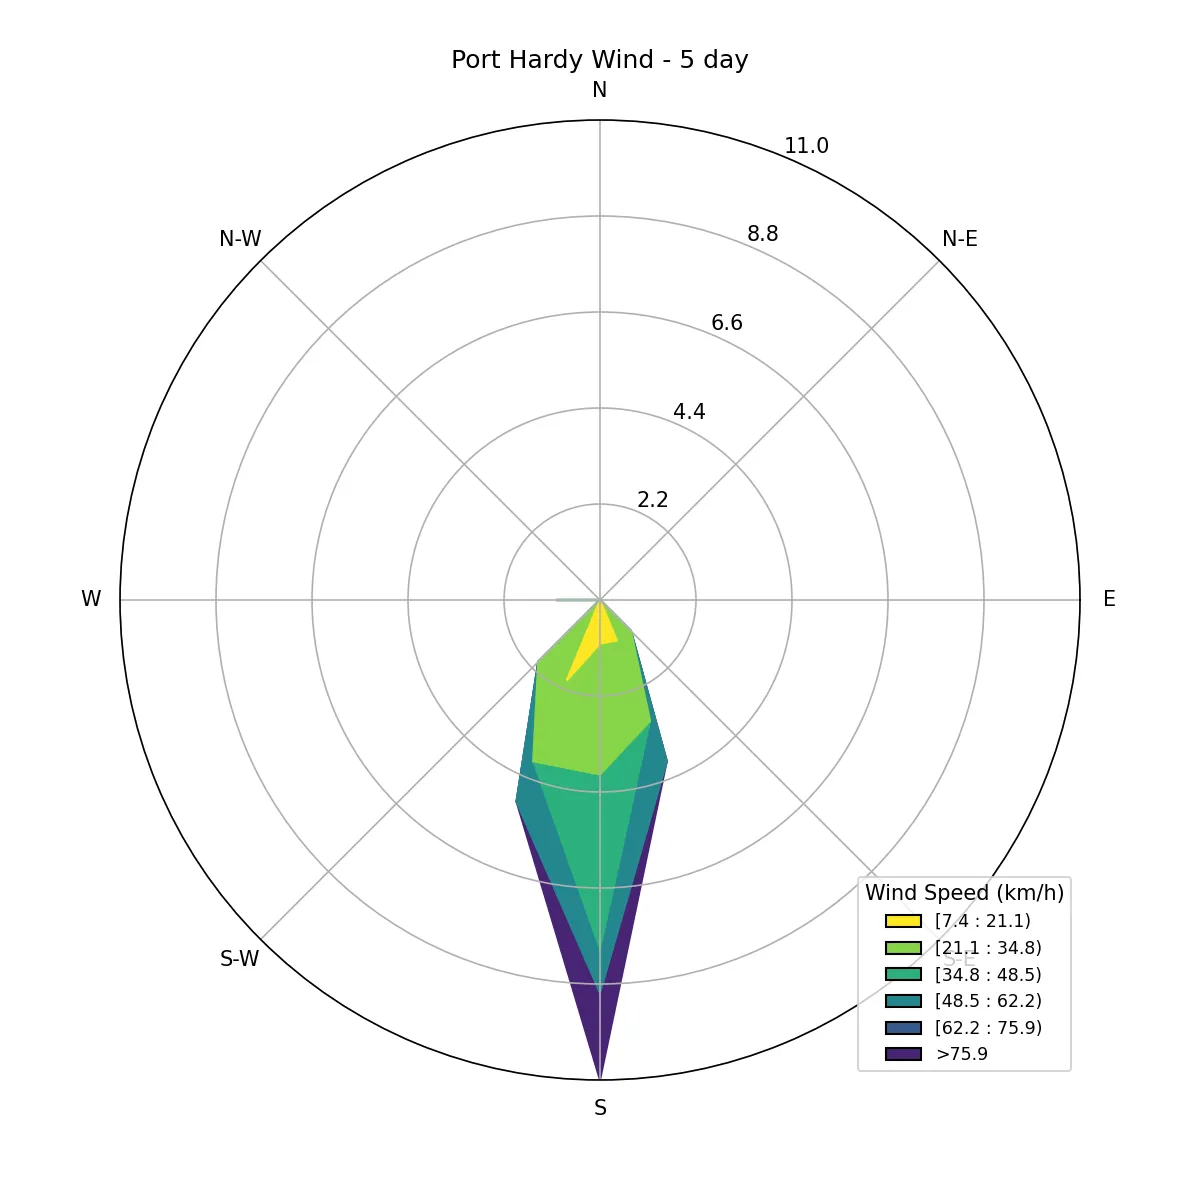 Port Hardy Wind - 5 day
N
11.0
N-W
N-E
8.8
6.6
4.4
2.2
W
E
S-W
S-E
Wind Speed (km/h)
[7.4 : 21.1)
[21.1 : 34.8)
[34.8 : 48.5)
[48.5 : 62.2)
[62.2 : 75.9)
>75.9
S